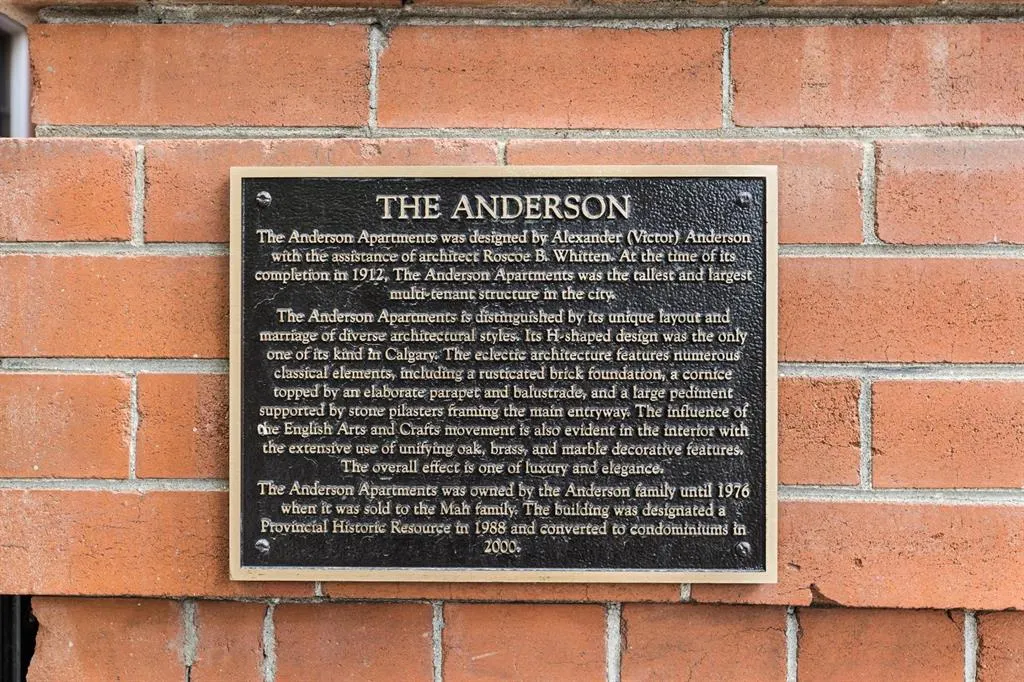 THE ANDERSON
The Anderson Apartments was designed by Alexander (Victor) Anderson
with the assistance of architect Roscoe B. Whitten. At the time of its
completion in 1912, The Anderson Apartments was the tallest and largest
multi-tenant structure in the city.
The Anderson Apartments is distinguished by its unique layout and
marriage of diverse architectural styles. Its H-shaped design was the only
one of its kind in Calgary. The eclectic architecture features numerous
classical elements, including a rusticated brick foundation, a cornice
topped by an elaborate parapet and balustrade, and a large pediment
supported by stone pilasters framing the main entryway. The influence of
the English Arts and Crafts movement is also evident in the interior with
the extensive use of unifying oak, brass, and marble decorative features.
The overall effect is one of luxury and elegance.
The Anderson Apartments was owned by the Anderson family until 1976
when it was sold to the Mah family. The building was designated a
Provincial Historic Resource in 1988 and converted to condominiums in
2000.